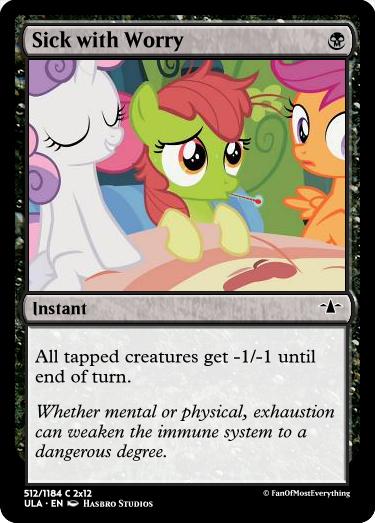 Sick with Worry
Instant
All tapped creatures get -1/-1 until
end of turn.
Whether mental or physical, exhaustion
can weaken the immune system to a
dangerous degree.
512/1184 C 2x12
ULA • EN Hasbro Studios
© FanOfMostEverything